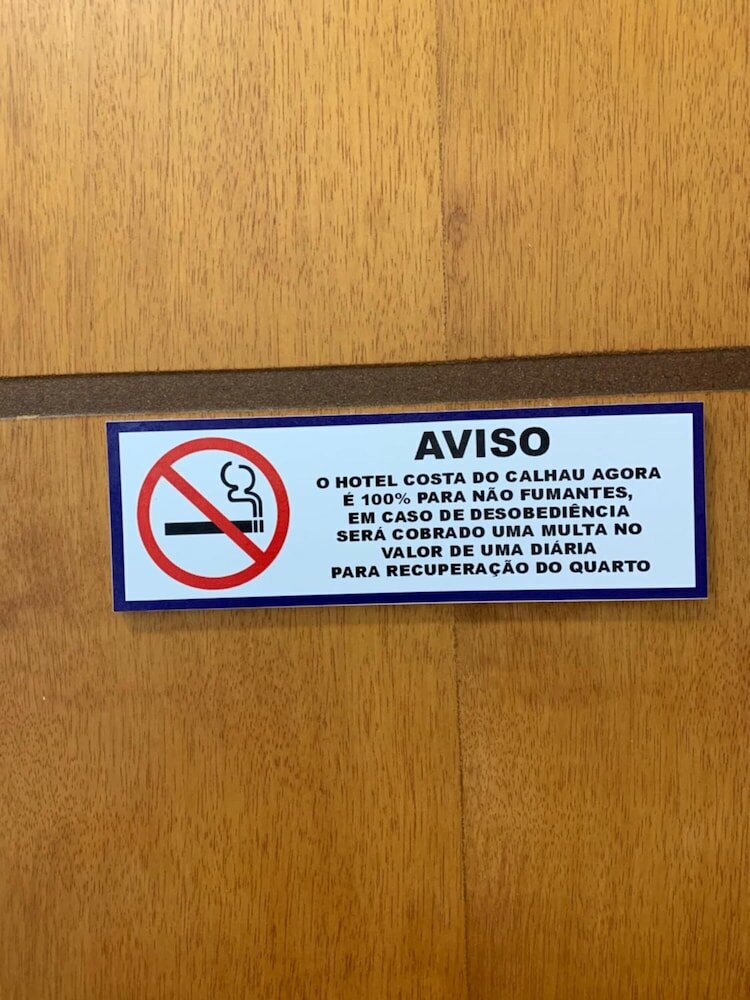 AVISO
O HOTEL COSTA DO CALHAU AGORA
É 100% PARA NÃO FUMANTES,
EM CASO DE DESOBEDIÊNCIA
SERÁ COBRADO UMA MULTA NO
VALOR DE UMA DIÁRIA
PARA RECUPERAÇÃO DO QUARTO